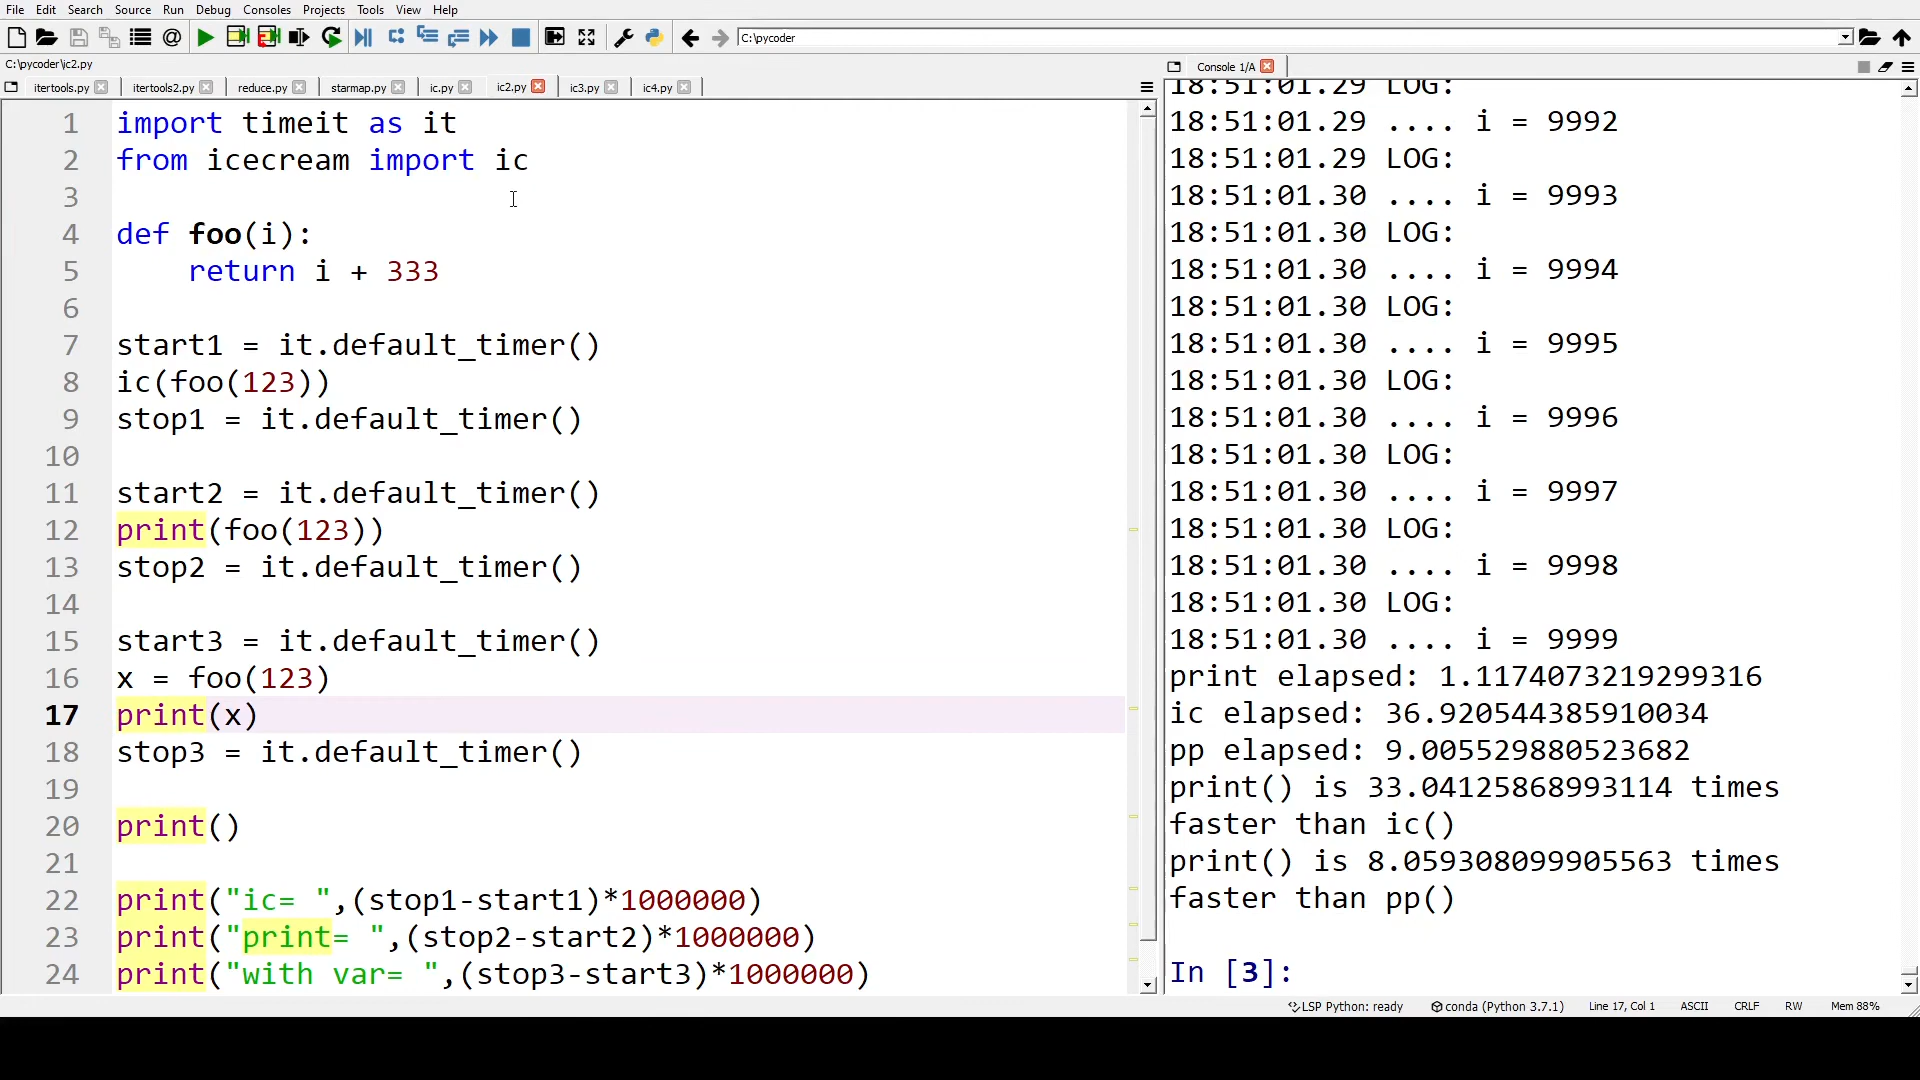 File Edit Search Source Run Debug Consoles Projects Tools View Help
C:\pycoder
C:\pycoder\ic2.py
itertools.py itertools2.py reduce.py starmap.py ic.py ic2.py ic3.py ic4.py
1 import timeit as it
2 from icecream import ic
3
4 def foo(i):
5 return i + 333
6
7 start1 = it.default_timer()
8 ic(foo(123))
9 stop1 = it.default_timer()
10
11 start2 = it.default_timer()
12 print(foo(123))
13 stop2 = it.default_timer()
14
15 start3 = it.default_timer()
16 x = foo(123)
17 print(x)
18 stop3 = it.default_timer()
19
20 print()
21
22 print("ic= ",(stop1-start1)*1000000)
23 print("print= ",(stop2-start2)*1000000)
24 print("with var= ",(stop3-start3)*1000000)
Console 1/A
18:51:01.29 LOG:
18:51:01.29 .... i = 9992
18:51:01.29 LOG:
18:51:01.30 .... i = 9993
18:51:01.30 LOG:
18:51:01.30 .... i = 9994
18:51:01.30 LOG:
18:51:01.30 .... i = 9995
18:51:01.30 LOG:
18:51:01.30 .... i = 9996
18:51:01.30 LOG:
18:51:01.30 .... i = 9997
18:51:01.30 LOG:
18:51:01.30 .... i = 9998
18:51:01.30 LOG:
18:51:01.30 .... i = 9999
print elapsed: 1.1174073219299316
ic elapsed: 36.920544385910034
pp elapsed: 9.005529880523682
print() is 33.04125868993114 times
faster than ic()
print() is 8.059308099905563 times
faster than pp()
In [3]:
LSP Python: ready conda (Python 3.7.1) Line 17, Col 1 ASCII CRLF RW Mem 88%